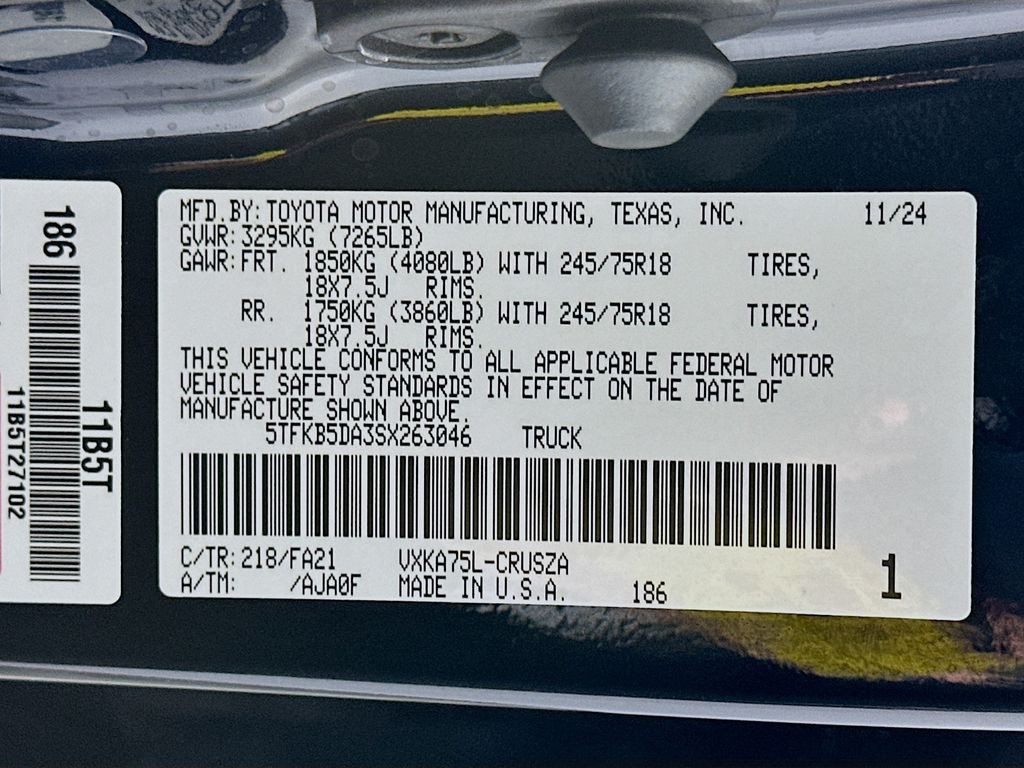 MFD.BY:TOYOTA MOTOR MANUFACTURING, TEXAS, INC. 11/24
GVWR:3295KG (7265LB)
GAWR:FRT. 1850KG (4080LB) WITH 245/75R18 TIRES,
18X7.5J RIMS.
RR. 1750KG (3860LB) WITH 245/75R18 TIRES,
18X7.5J RIMS.
THIS VEHICLE CONFORMS TO ALL APPLICABLE FEDERAL MOTOR
VEHICLE SAFETY STANDARDS IN EFFECT ON THE DATE OF
MANUFACTURE SHOWN ABOVE.
5TFKB5DA3SX263046 TRUCK
C/TR:218/FA21 VXKA75L-CRUSZA
A/TM: /AJA0F MADE IN U.S.A. 186 1
186
11B5T
11B5T27102